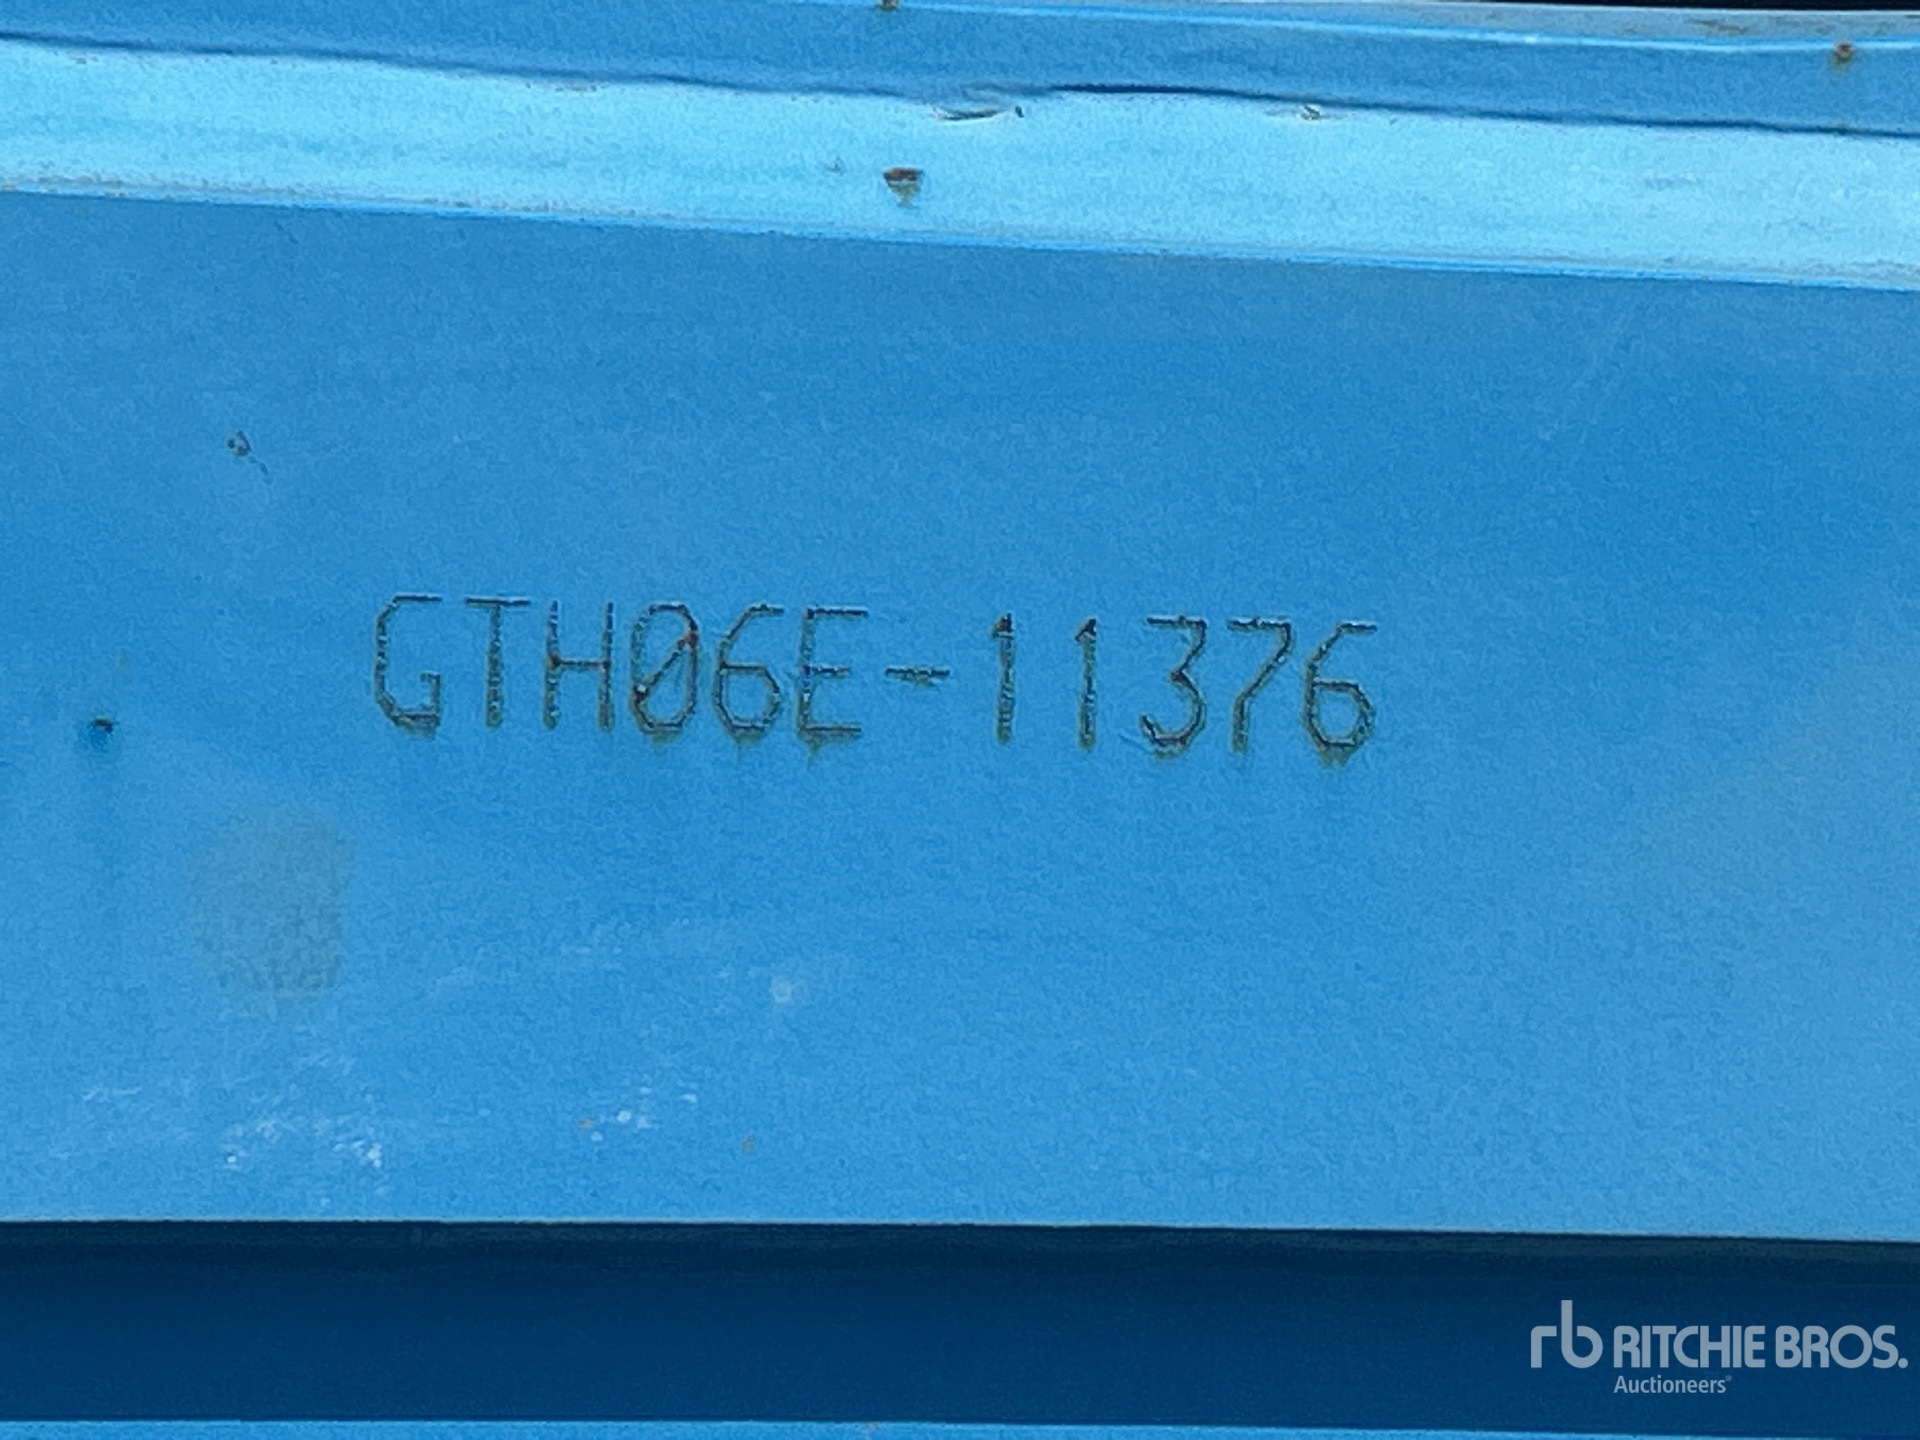 GTH06E-11376
rb RITCHIE BROS.
Auctioneers®